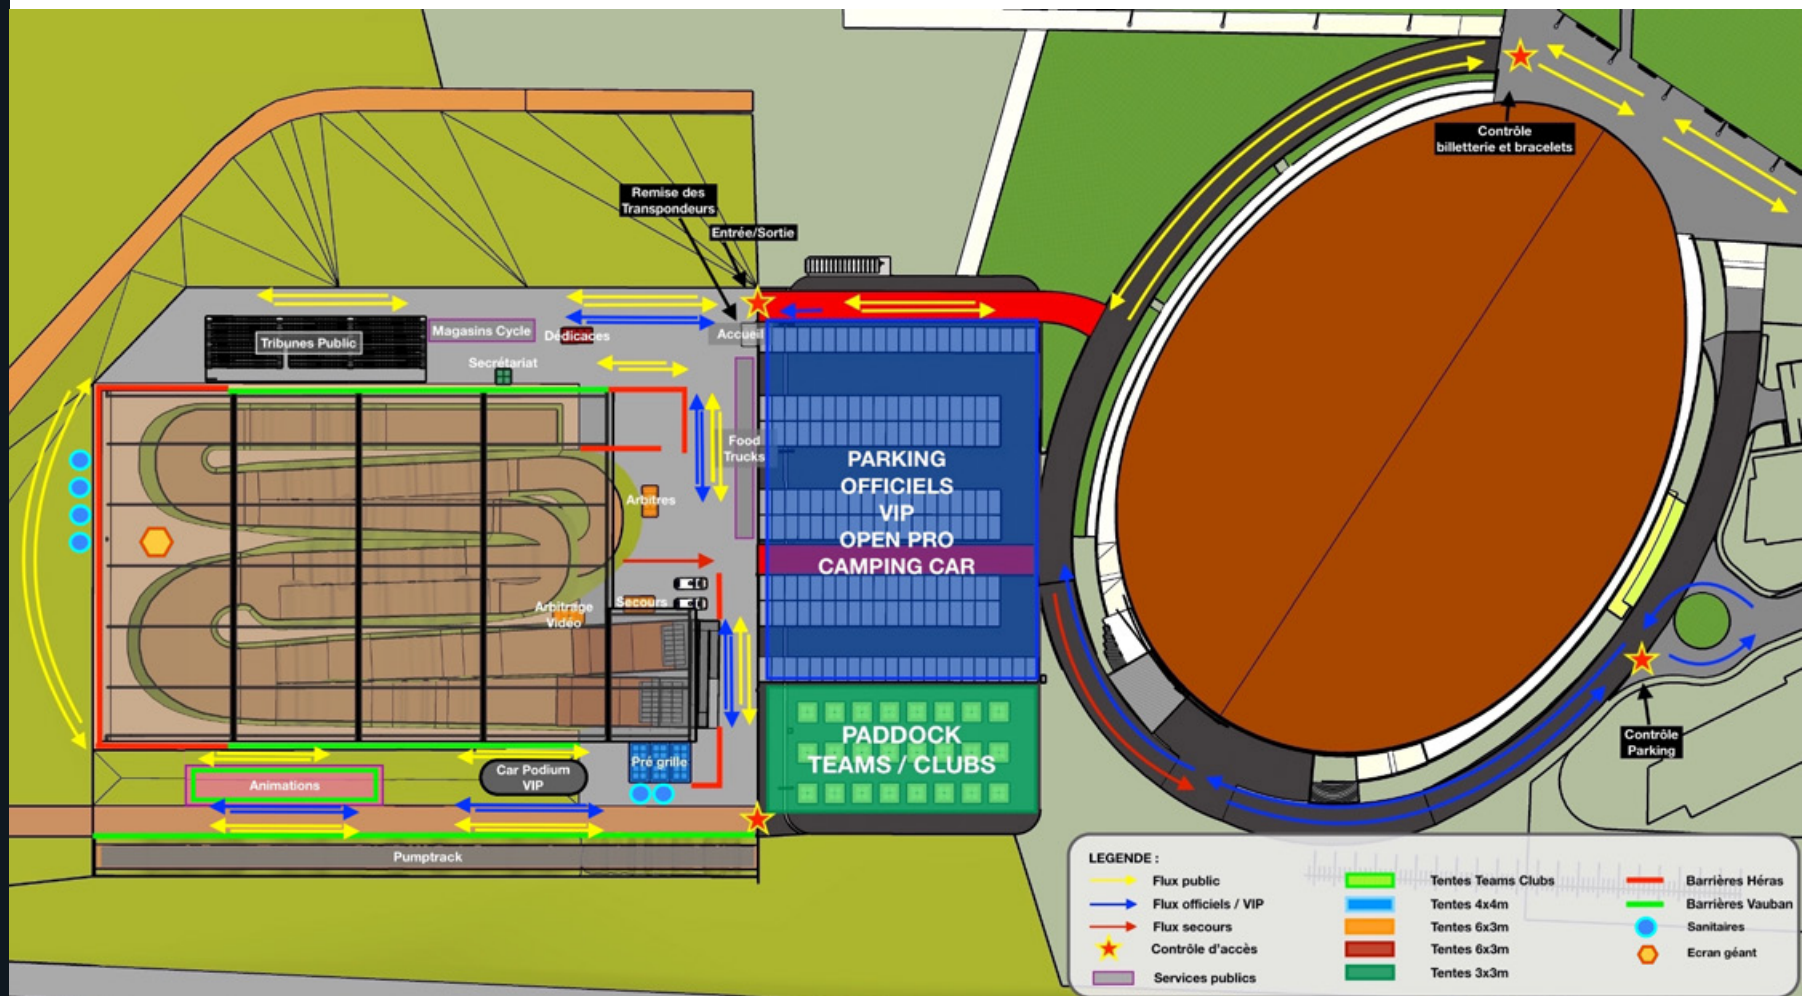 Contrôle
billetterie et bracelets
Remise des
Transpondeurs
Entrée/Sortie
Magasins Cycle
Dédicaces
Accueil
Tribunes Public
Secrétariat
Food
Trucks
PARKING
OFFICIELS
VIP
OPEN PRO
CAMPING CAR
Arbitres
Arbitrage
Vidéo
Secours
PADDOCK
TEAMS / CLUBS
Contrôle
Parking
Pré grille
Car Podium
VIP
Animations
Pumptrack
LEGENDE :
Flux public
Flux officiels / VIP
Flux secours
Contrôle d'accès
Services publics
Tentes Teams Clubs
Tentes 4x4m
Tentes 6x3m
Tentes 6x3m
Tentes 3x3m
Barrières Héras
Barrières Vauban
Sanitaires
Ecran géant